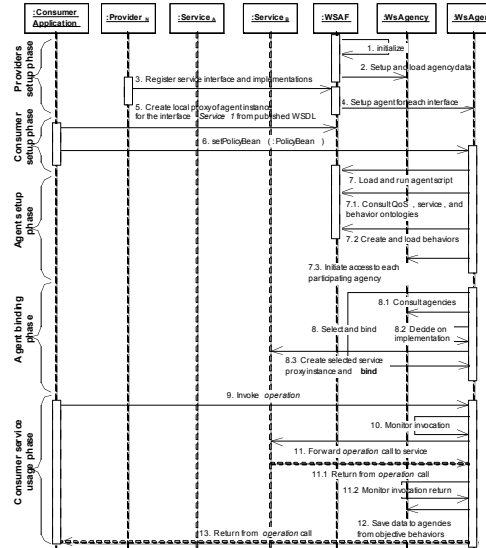 :Consumer
Application
:Provider N
:Service A
:Service B
:WSAF
:WsAgency
:WsAgent
Providers
setup phase
1. initialize
2. Setup and load agency data
3. Register service interface and implementations
4. Setup agent for each interface
5. Create local proxy of agent instance
for the interface Service 1 from published WSDL
Consumer
setup phase
6. setPolicyBean ( :PolicyBean )
Agent setup
phase
7. Load and run agent script
7.1. Consult QoS , service , and
behavior ontologies
7.2 Create and load behaviors
7.3. Initiate access to each
participating agency
Agent binding
phase
8.1 Consult agencies
8. Select and bind
8.2 Decide on
implementation
8.3 Create selected service
proxy instance and bind
Consumer service
usage phase
9. Invoke operation
10. Monitor invocation
11. Forward operation call to service
11.1 Return from operation call
11.2 Monitor invocation return
12. Save data to agencies
from objective behaviors
13. Return from operation call